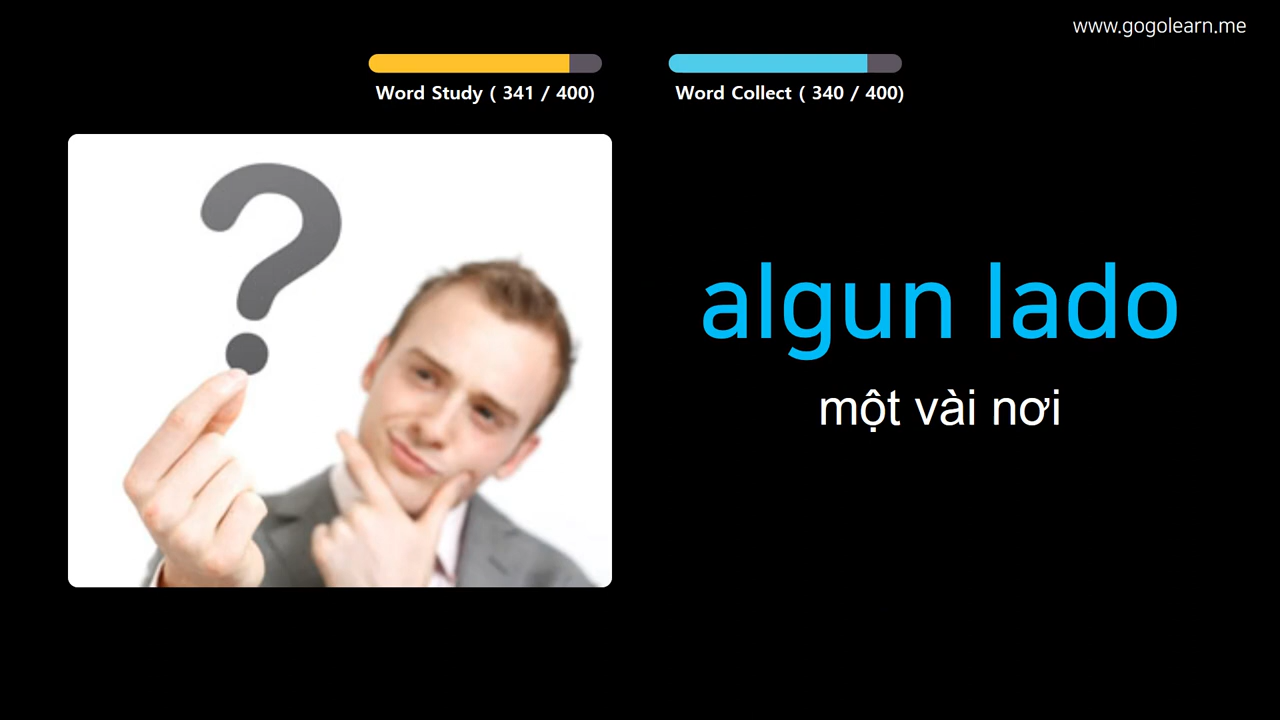 www.gogolearn.me
Word Study ( 341 / 400)
Word Collect ( 340 / 400)
?
algun lado
một vài nơi